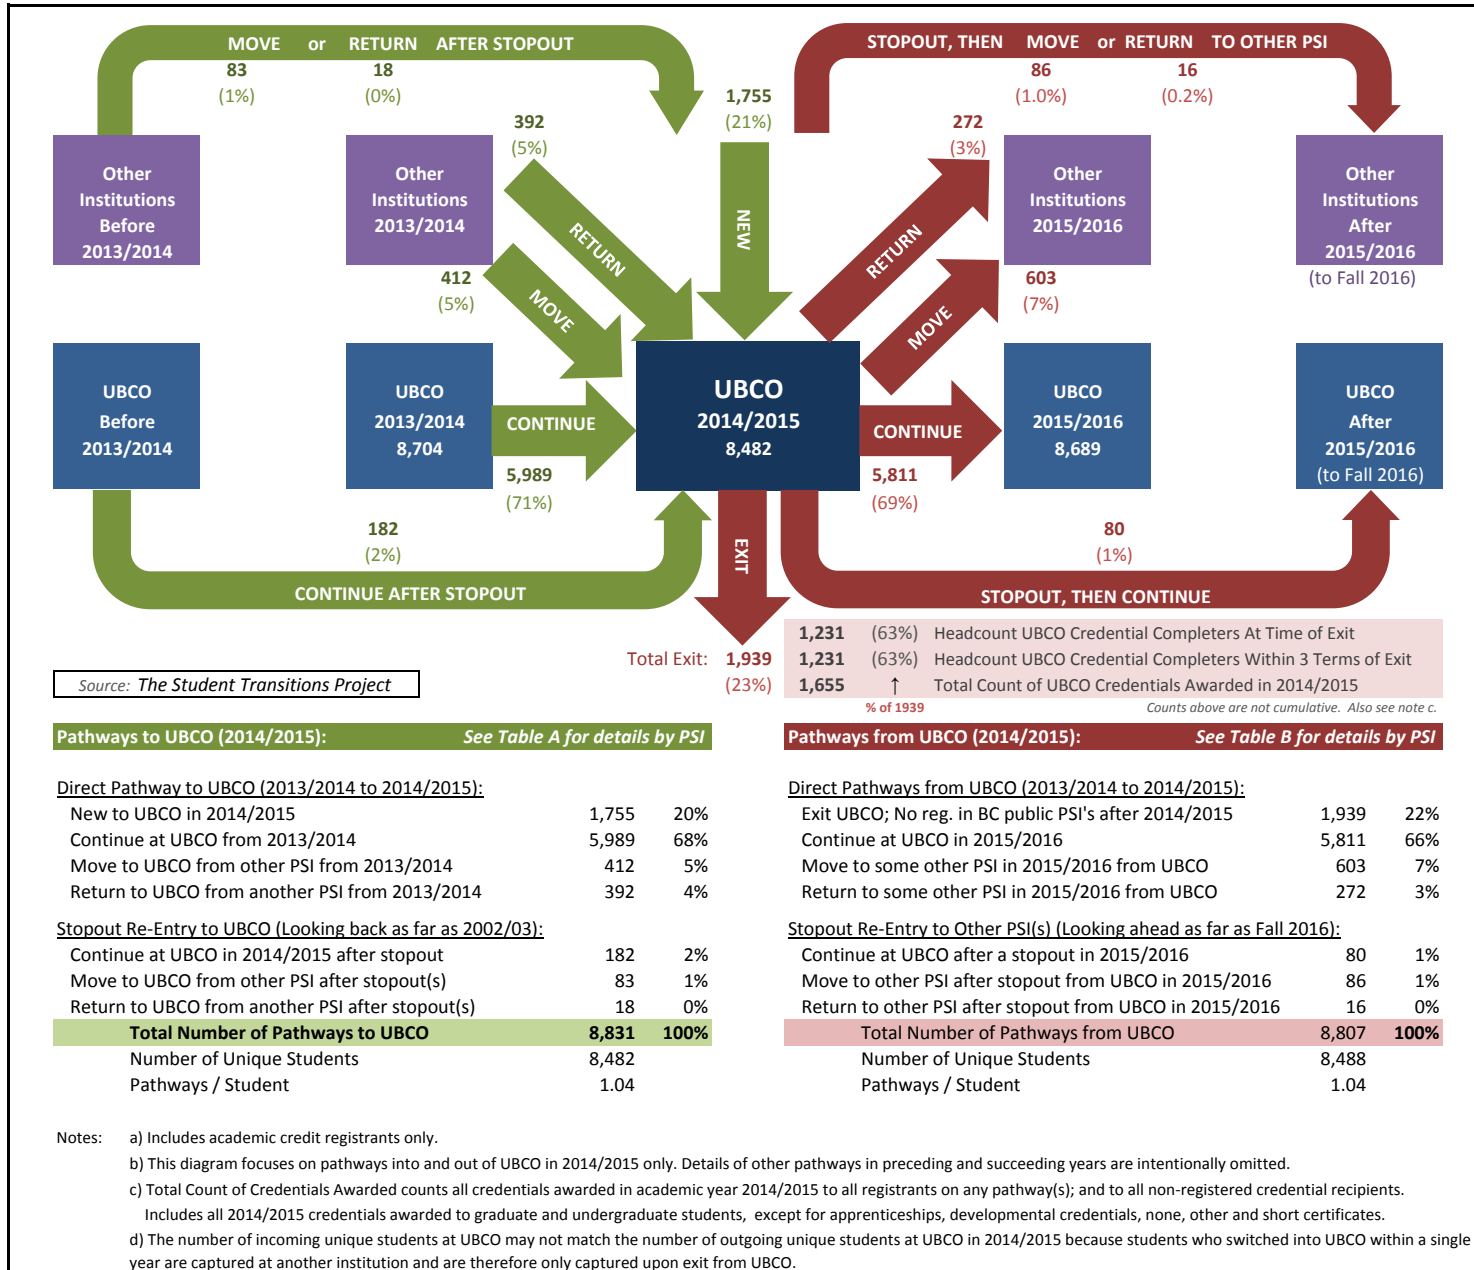 MOVE or RETURN AFTER STOPOUT
83 18
(1%) (0%)
STOPOUT, THEN MOVE or RETURN TO OTHER PSI
86 16
(1.0%) (0.2%)
1,755
(21%)
NEW
392
(5%)
RETURN
412
(5%)
MOVE
272
(3%)
RETURN
603
(7%)
MOVE
Other
Institutions
Before
2013/2014
Other
Institutions
2013/2014
Other
Institutions
2015/2016
Other
Institutions
After
2015/2016
(to Fall 2016)
UBCO
Before
2013/2014
UBCO
2013/2014
8,704
CONTINUE
5,989
(71%)
UBCO
2014/2015
8,482
CONTINUE
5,811
(69%)
UBCO
2015/2016
8,689
UBCO
After
2015/2016
(to Fall 2016)
182
(2%)
CONTINUE AFTER STOPOUT
EXIT
80
(1%)
STOPOUT, THEN CONTINUE
Total Exit: 1,939
(23%)
1,231 (63%) Headcount UBCO Credential Completers At Time of Exit
1,231 (63%) Headcount UBCO Credential Completers Within 3 Terms of Exit
1,655 ↑ Total Count of UBCO Credentials Awarded in 2014/2015
% of 1939 Counts above are not cumulative. Also see note c.
Source: The Student Transitions Project
Pathways to UBCO (2014/2015): See Table A for details by PSI
Direct Pathway to UBCO (2013/2014 to 2014/2015):
New to UBCO in 2014/2015 1,755 20%
Continue at UBCO from 2013/2014 5,989 68%
Move to UBCO from other PSI from 2013/2014 412 5%
Return to UBCO from another PSI from 2013/2014 392 4%
Stopout Re-Entry to UBCO (Looking back as far as 2002/03):
Continue at UBCO in 2014/2015 after stopout 182 2%
Move to UBCO from other PSI after stopout(s) 83 1%
Return to UBCO from another PSI after stopout(s) 18 0%
Total Number of Pathways to UBCO 8,831 100%
Number of Unique Students 8,482
Pathways / Student 1.04
Pathways from UBCO (2014/2015): See Table B for details by PSI
Direct Pathways from UBCO (2013/2014 to 2014/2015):
Exit UBCO; No reg. in BC public PSI's after 2014/2015 1,939 22%
Continue at UBCO in 2015/2016 5,811 66%
Move to some other PSI in 2015/2016 from UBCO 603 7%
Return to some other PSI in 2015/2016 from UBCO 272 3%
Stopout Re-Entry to Other PSI(s) (Looking ahead as far as Fall 2016):
Continue at UBCO after a stopout in 2015/2016 80 1%
Move to other PSI after stopout from UBCO in 2015/2016 86 1%
Return to other PSI after stopout from UBCO in 2015/2016 16 0%
Total Number of Pathways from UBCO 8,807 100%
Number of Unique Students 8,488
Pathways / Student 1.04
Notes: a) Includes academic credit registrants only.
b) This diagram focuses on pathways into and out of UBCO in 2014/2015 only. Details of other pathways in preceding and succeeding years are intentionally omitted.
c) Total Count of Credentials Awarded counts all credentials awarded in academic year 2014/2015 to all registrants on any pathway(s); and to all non-registered credential recipients.
Includes all 2014/2015 credentials awarded to graduate and undergraduate students, except for apprenticeships, developmental credentials, none, other and short certificates.
d) The number of incoming unique students at UBCO may not match the number of outgoing unique students at UBCO in 2014/2015 because students who switched into UBCO within a single
year are captured at another institution and are therefore only captured upon exit from UBCO.